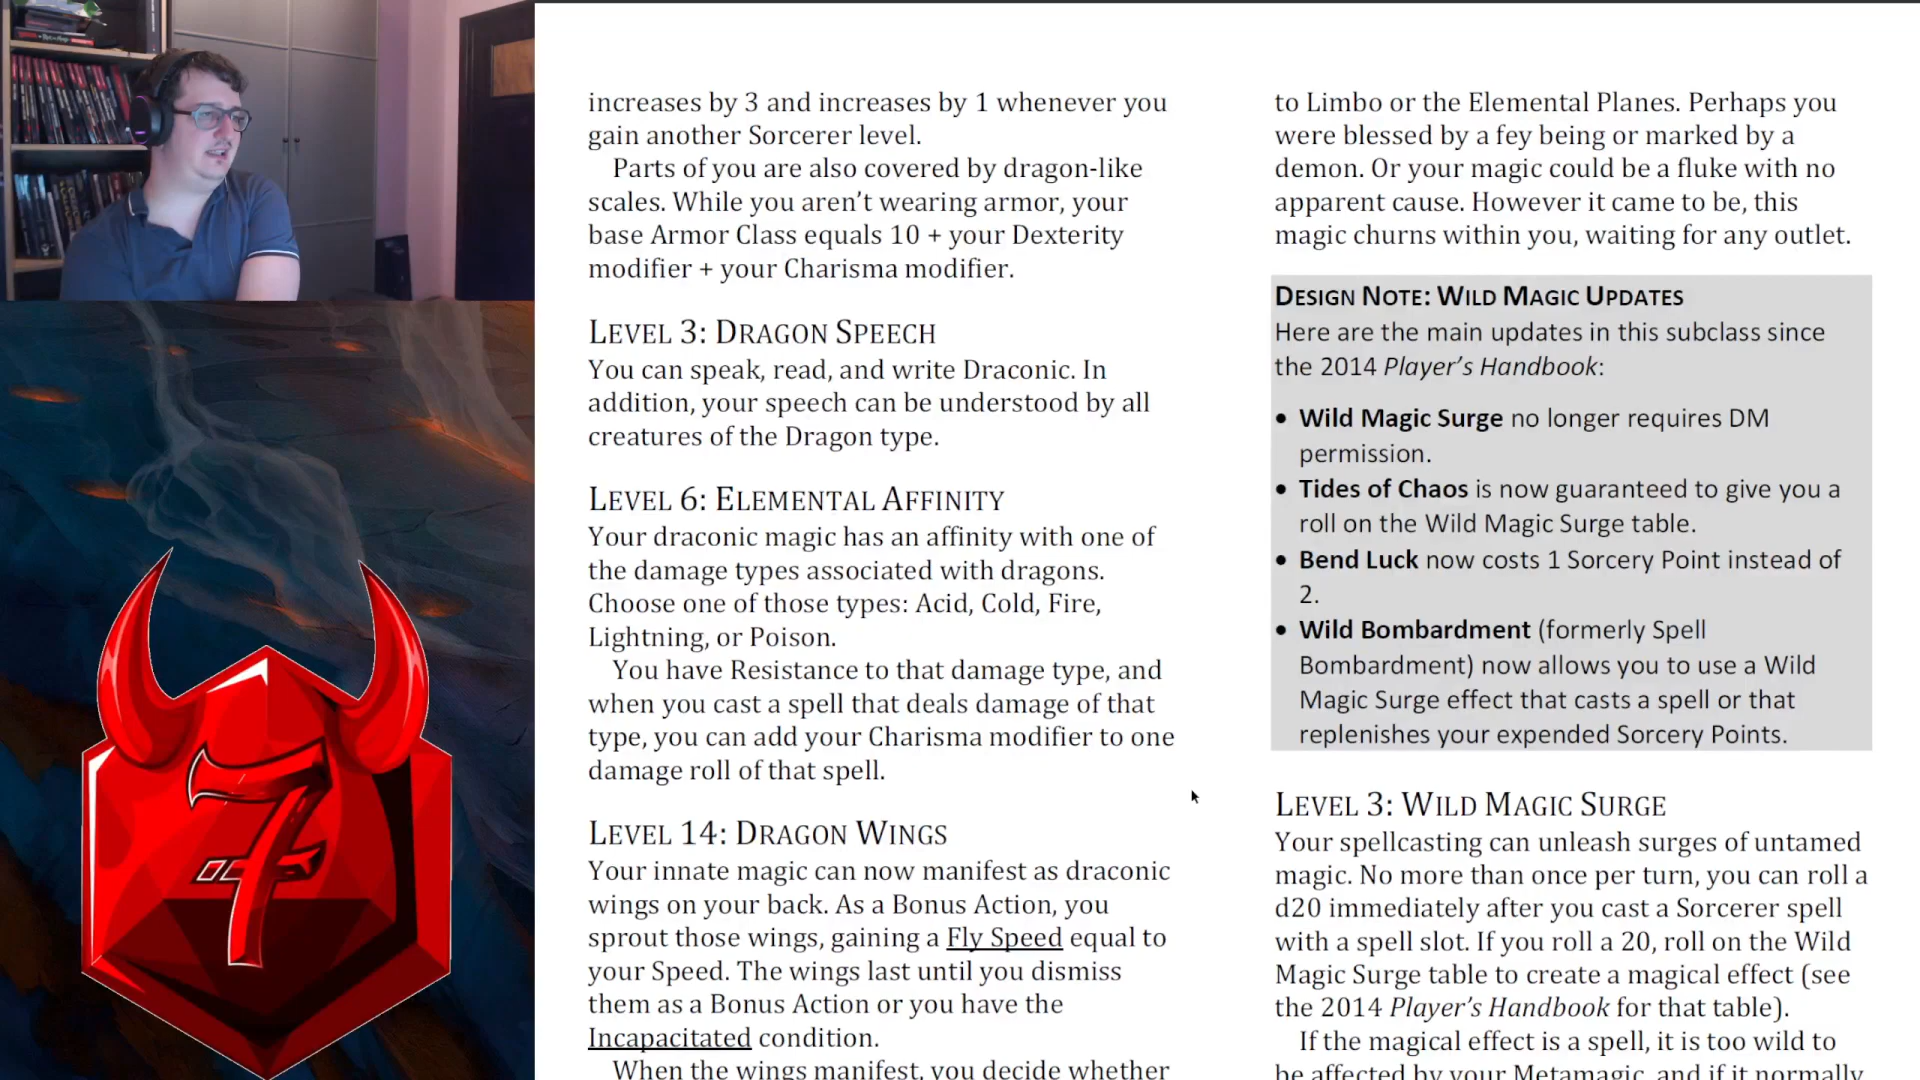 increases by 3 and increases by 1 whenever you
gain another Sorcerer level.
Parts of you are also covered by dragon-like
scales. While you aren’t wearing armor, your
base Armor Class equals 10 + your Dexterity
modifier + your Charisma modifier.
LEVEL 3: DRAGON SPEECH
You can speak, read, and write Draconic. In
addition, your speech can be understood by all
creatures of the Dragon type.
LEVEL 6: ELEMENTAL AFFINITY
Your draconic magic has an affinity with one of
the damage types associated with dragons.
Choose one of those types: Acid, Cold, Fire,
Lightning, or Poison.
You have Resistance to that damage type, and
when you cast a spell that deals damage of that
type, you can add your Charisma modifier to one
damage roll of that spell.
LEVEL 14: DRAGON WINGS
Your innate magic can now manifest as draconic
wings on your back. As a Bonus Action, you
sprout those wings, gaining a Fly Speed equal to
your Speed. The wings last until you dismiss
them as a Bonus Action or you have the
Incapacitated condition.
When the wings manifest, you decide whether
to Limbo or the Elemental Planes. Perhaps you
were blessed by a fey being or marked by a
demon. Or your magic could be a fluke with no
apparent cause. However it came to be, this
magic churns within you, waiting for any outlet.
DESIGN NOTE: WILD MAGIC UPDATES
Here are the main updates in this subclass since
the 2014 Player’s Handbook:
• Wild Magic Surge no longer requires DM
permission.
• Tides of Chaos is now guaranteed to give you a
roll on the Wild Magic Surge table.
• Bend Luck now costs 1 Sorcery Point instead of
2.
• Wild Bombardment (formerly Spell
Bombardment) now allows you to use a Wild
Magic Surge effect that casts a spell or that
replenishes your expended Sorcery Points.
LEVEL 3: WILD MAGIC SURGE
Your spellcasting can unleash surges of untamed
magic. No more than once per turn, you can roll a
d20 immediately after you cast a Sorcerer spell
with a spell slot. If you roll a 20, roll on the Wild
Magic Surge table to create a magical effect (see
the 2014 Player’s Handbook for that table).
If the magical effect is a spell, it is too wild to
be affected by your Metamagic, and if it normally
7